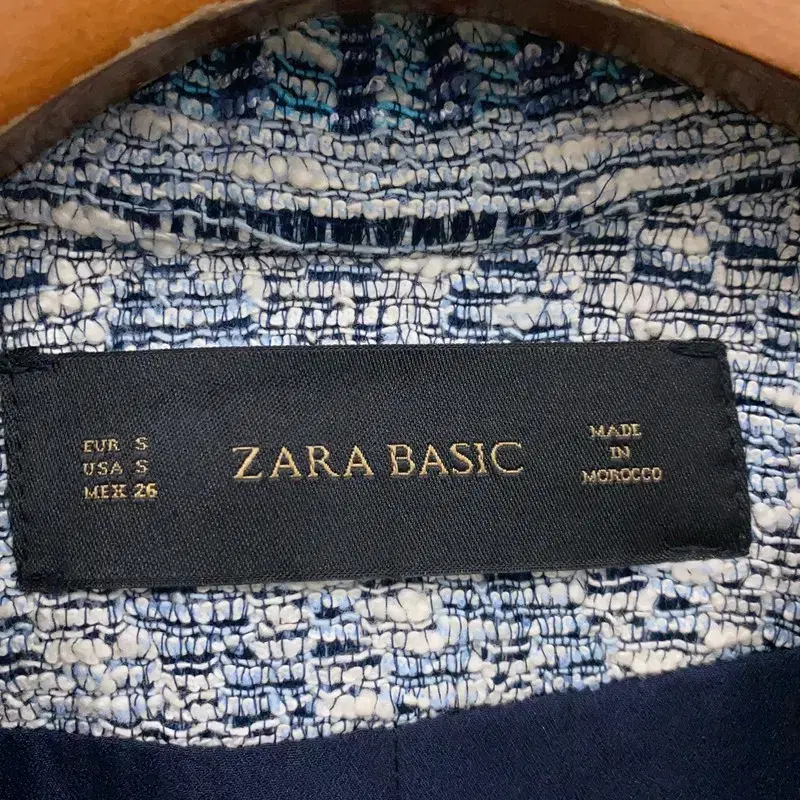 EUR S
USA S
MEX 26
ZARA BASIC
MADE
IN
MOROCCO